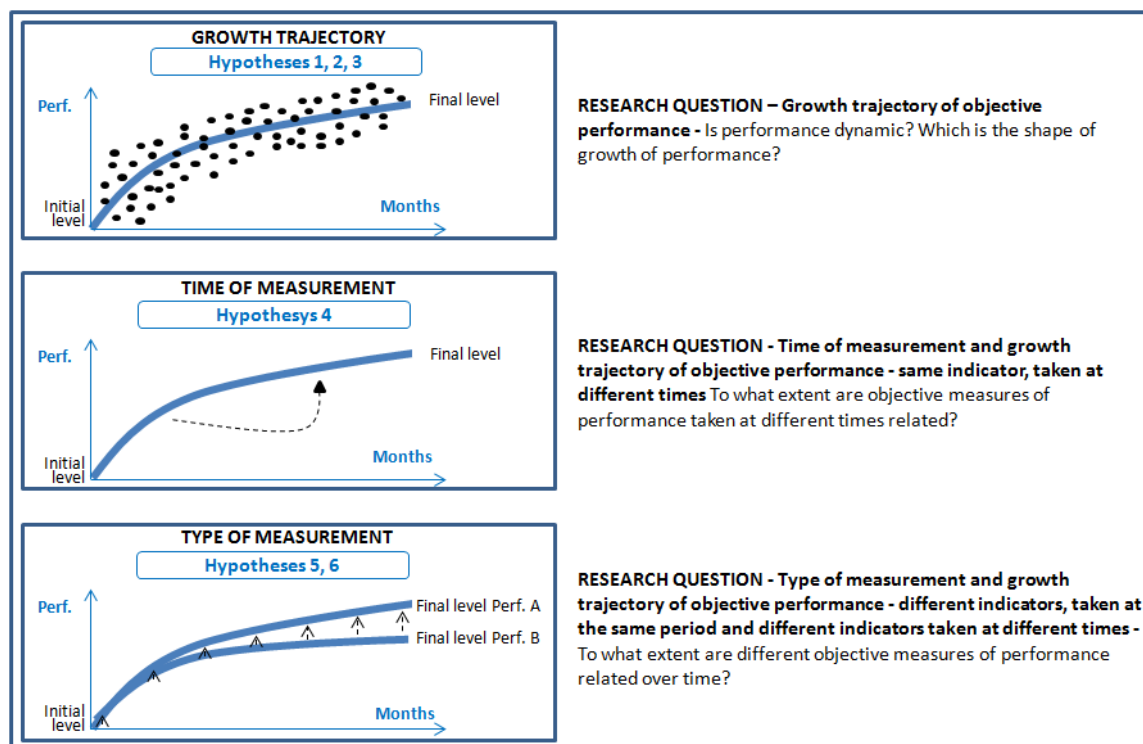 GROWTH TRAJECTORY
Hypotheses 1, 2, 3
Perf.
Final level
Initial
level
Months
RESEARCH QUESTION – Growth trajectory of objective
performance - Is performance dynamic? Which is the shape of
growth of performance?
TIME OF MEASUREMENT
Hypothesys 4
Perf.
Final level
Initial
level
Months
RESEARCH QUESTION - Time of measurement and growth
trajectory of objective performance - same indicator, taken at
different times To what extent are objective measures of
performance taken at different times related?
TYPE OF MEASUREMENT
Hypotheses 5, 6
Perf.
Final level Perf. A
Final level Perf. B
Initial
level
Months
RESEARCH QUESTION - Type of measurement and growth
trajectory of objective performance - different indicators, taken at
the same period and different indicators taken at different times -
To what extent are different objective measures of performance
related over time?